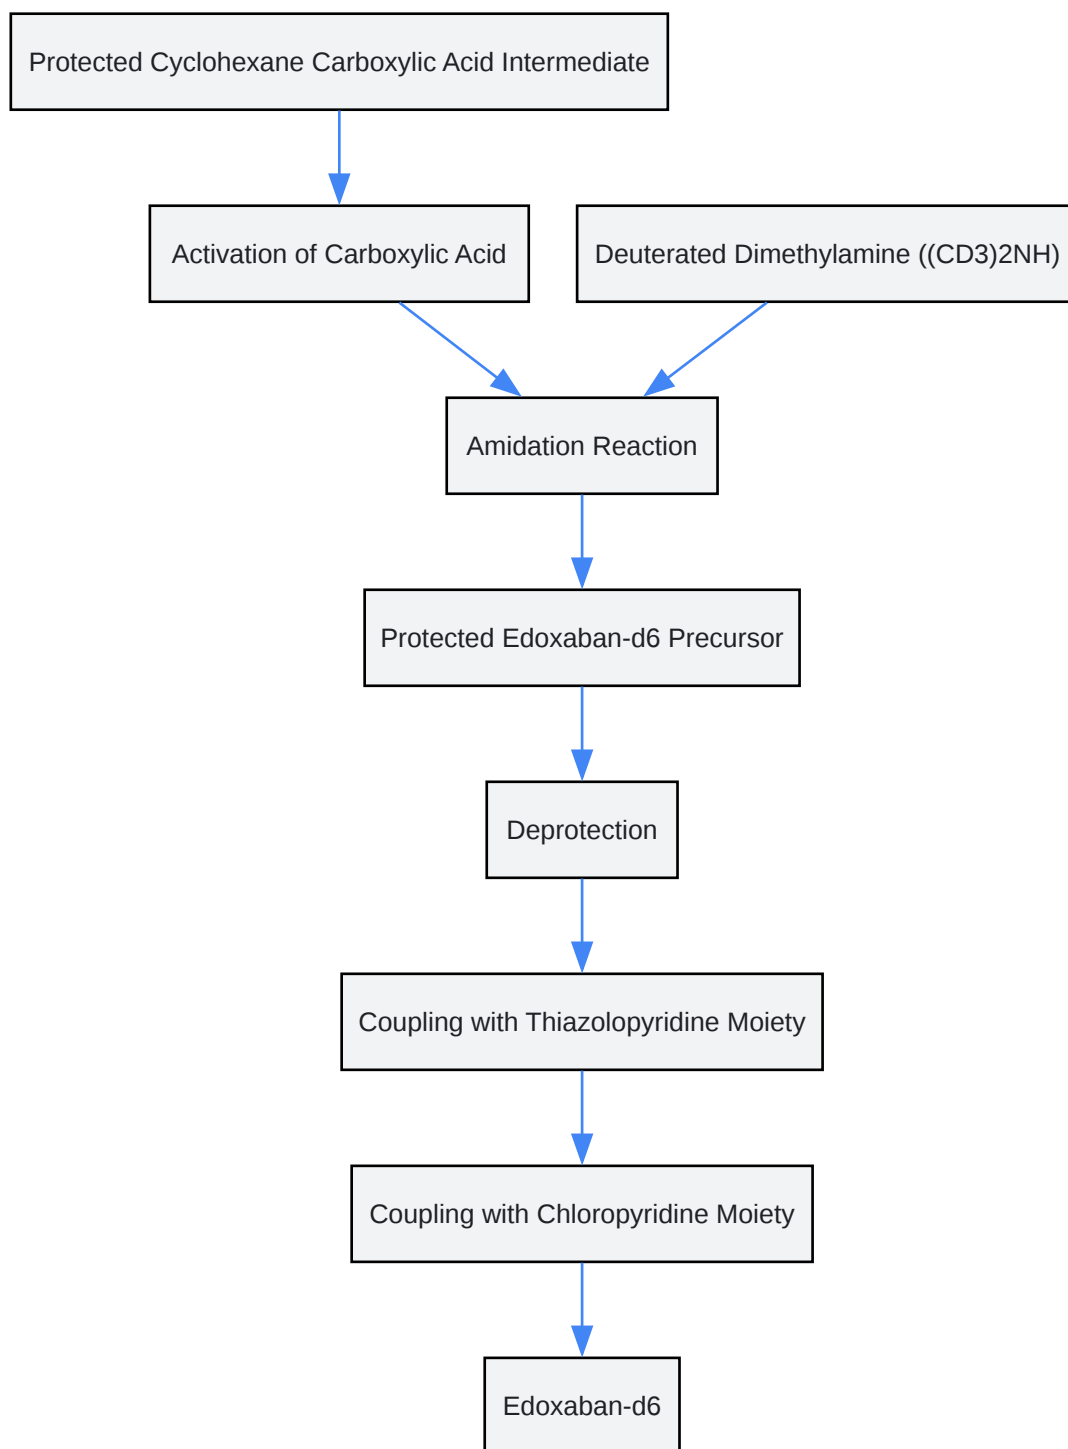 Protected Cyclohexane Carboxylic Acid Intermediate
Activation of Carboxylic Acid
Deuterated Dimethylamine ((CD3)2NH)
Amidation Reaction
Protected Edoxaban-d6 Precursor
Deprotection
Coupling with Thiazolopyridine Moiety
Coupling with Chloropyridine Moiety
Edoxaban-d6